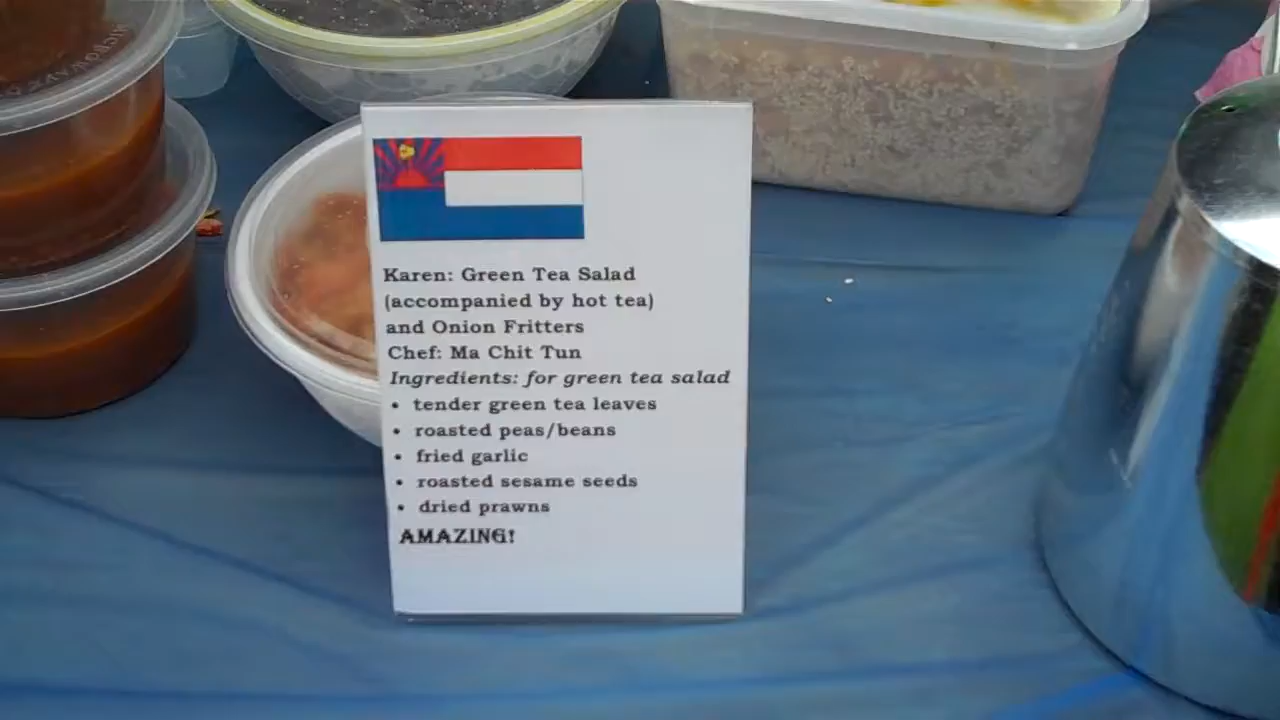 Karen: Green Tea Salad
(accompanied by hot tea)
and Onion Fritters
Chef: Ma Chit Tun
Ingredients: for green tea salad
• tender green tea leaves
• roasted peas/beans
• fried garlic
• roasted sesame seeds
• dried prawns
AMAZING!